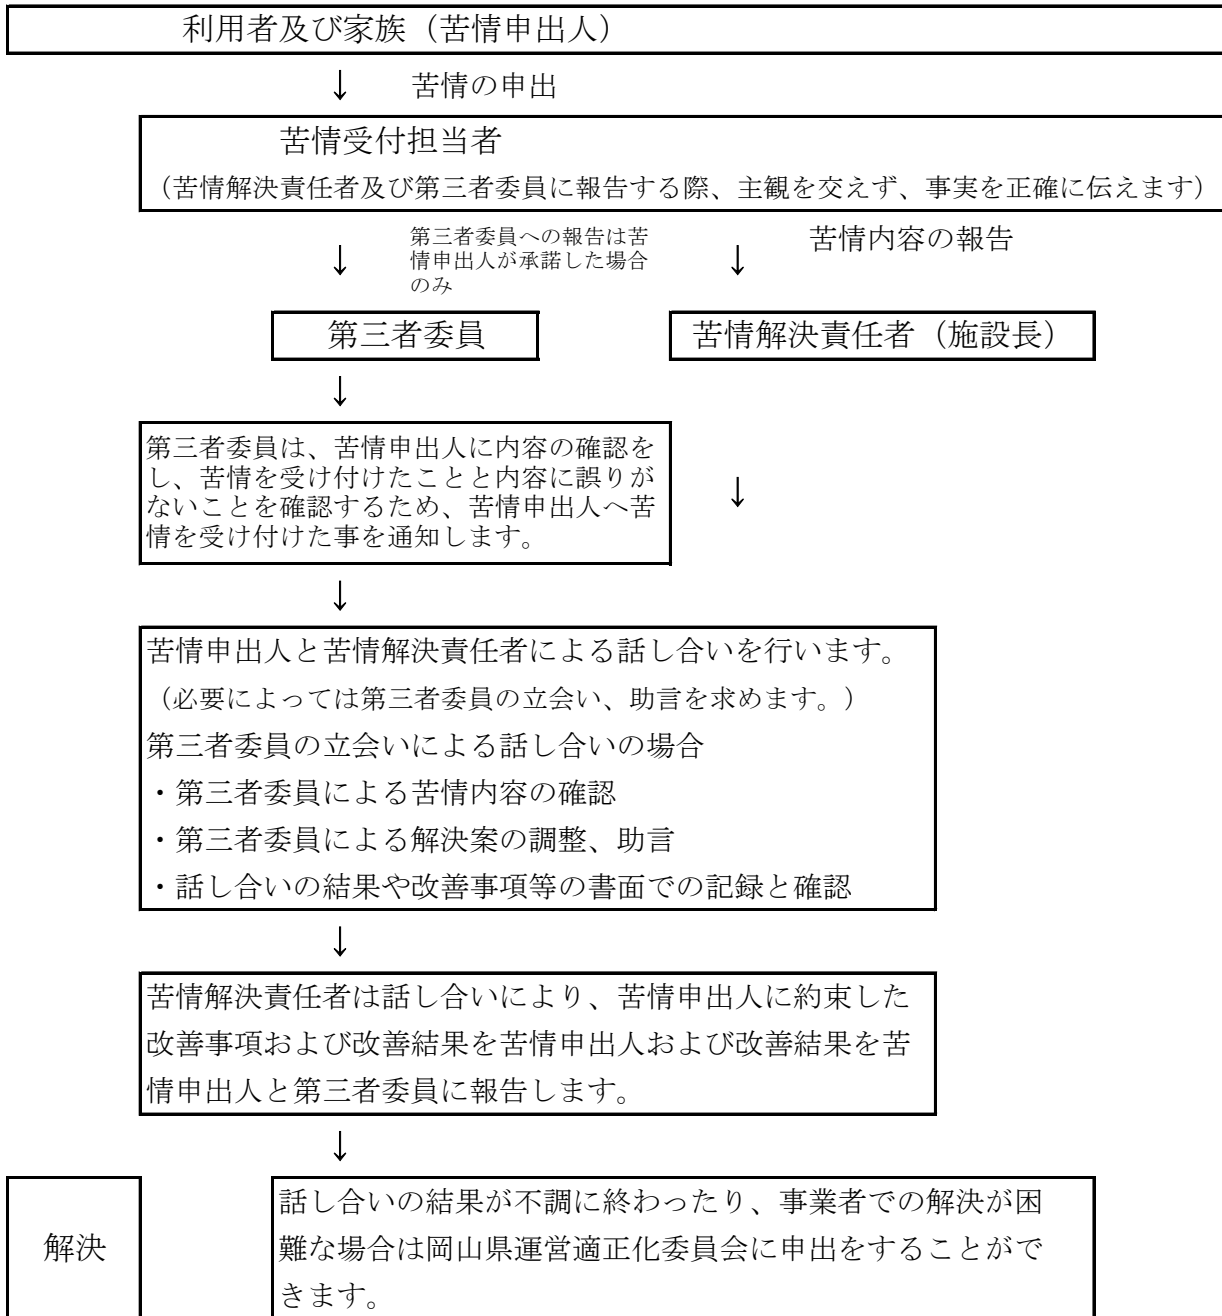 利用者及び家族（苦情申出人）
↓ 苦情の申出
苦情受付担当者
（苦情解決責任者及び第三者委員に報告する際、主観を交えず、事実を正確に伝えます）
↓
第三者委員への報告は苦
情申出人が承諾した場合
のみ
↓ 苦情内容の報告
第三者委員
苦情解決責任者（施設長）
↓
第三者委員は、苦情申出人に内容の確認を
し、苦情を受け付けたことと内容に誤りが
ないことを確認するため、苦情申出人へ苦
情を受け付けた事を通知します。
↓
↓
苦情申出人と苦情解決責任者による話し合いを行います。
（必要によっては第三者委員の立会い、助言を求めます。）
第三者委員の立会いによる話し合いの場合
・第三者委員による苦情内容の確認
・第三者委員による解決案の調整、助言
・話し合いの結果や改善事項等の書面での記録と確認
↓
苦情解決責任者は話し合いにより、苦情申出人に約束した
改善事項および改善結果を苦情申出人および改善結果を苦
情申出人と第三者委員に報告します。
↓
解決
話し合いの結果が不調に終わったり、事業者での解決が困
難な場合は岡山県運営適正化委員会に申出をすることがで
きます。